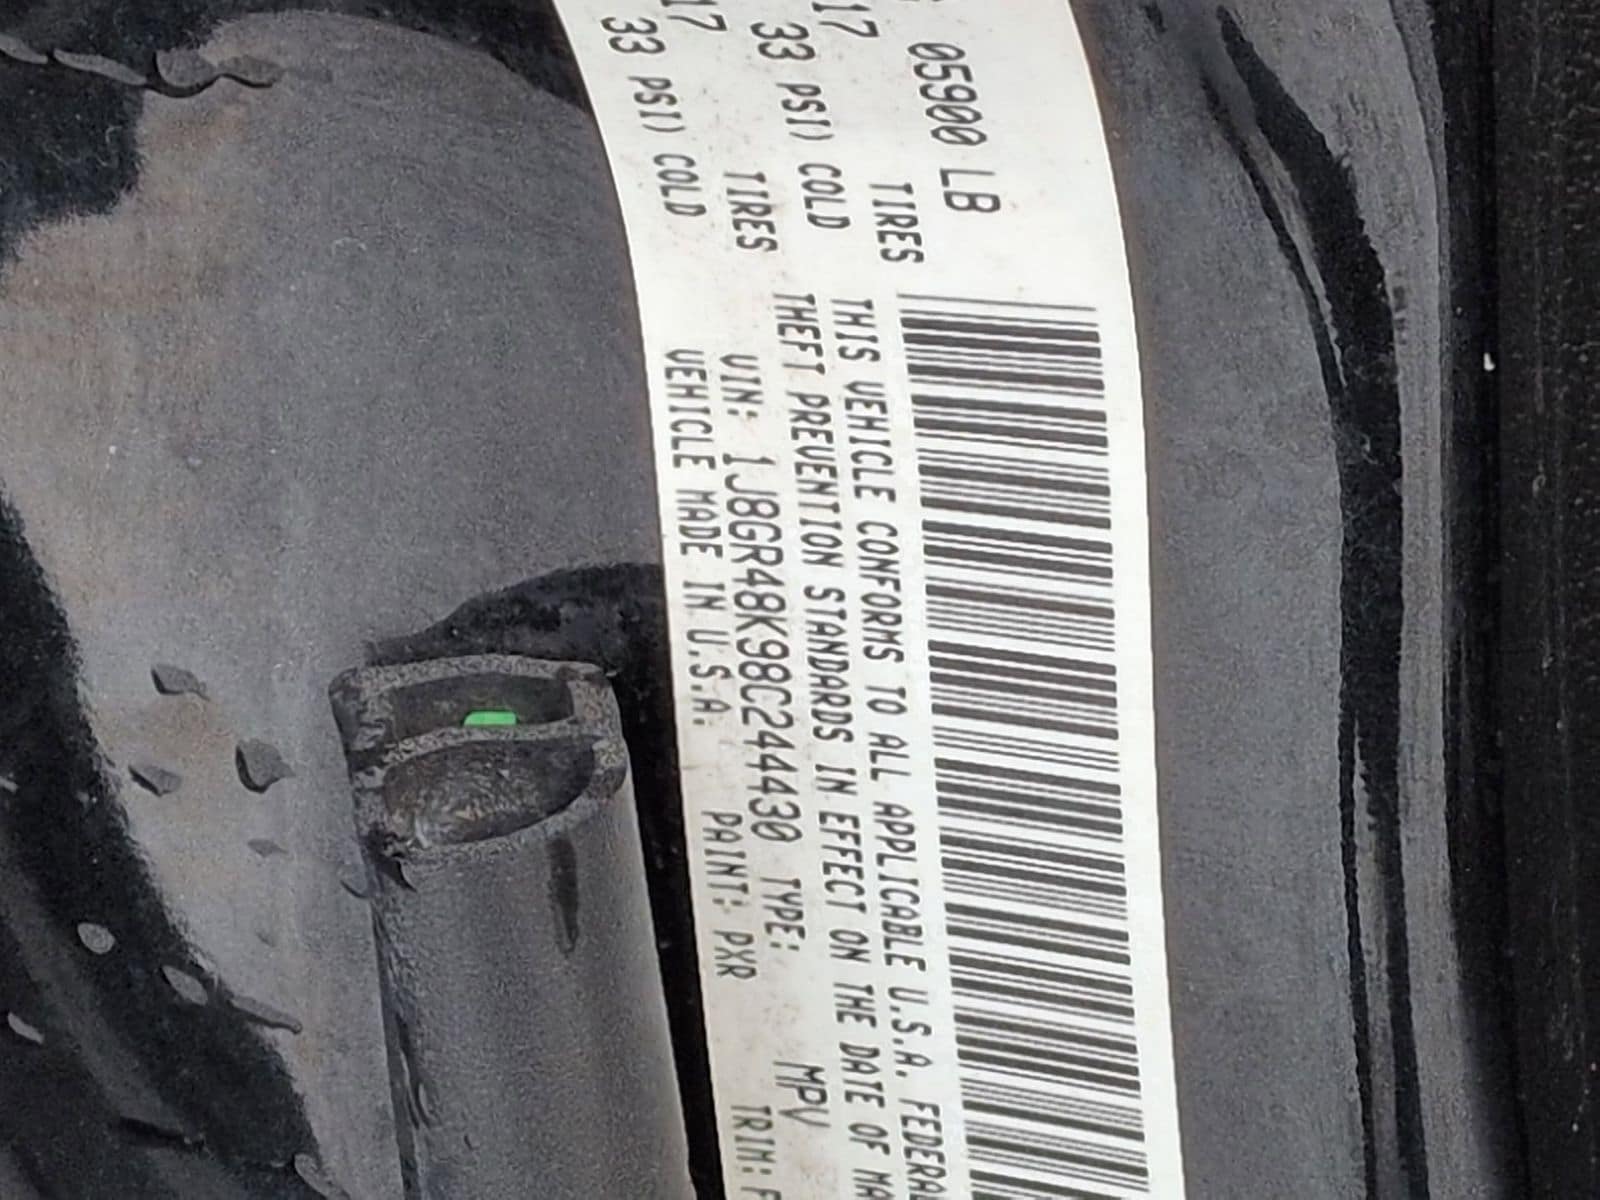 05900 LB
17 TIRES
33 PSI) COLD
17 TIRES
33 PSI) COLD
THIS VEHICLE CONFORMS TO ALL APPLICABLE U.S.A. FEDERA
THEFT PREVENTION STANDARDS IN EFFECT ON THE DATE OF MA
VIN: 1J8GR48K98C244430 TYPE: MPV
VEHICLE MADE IN U.S.A. PAINT: PXR TRIM: F